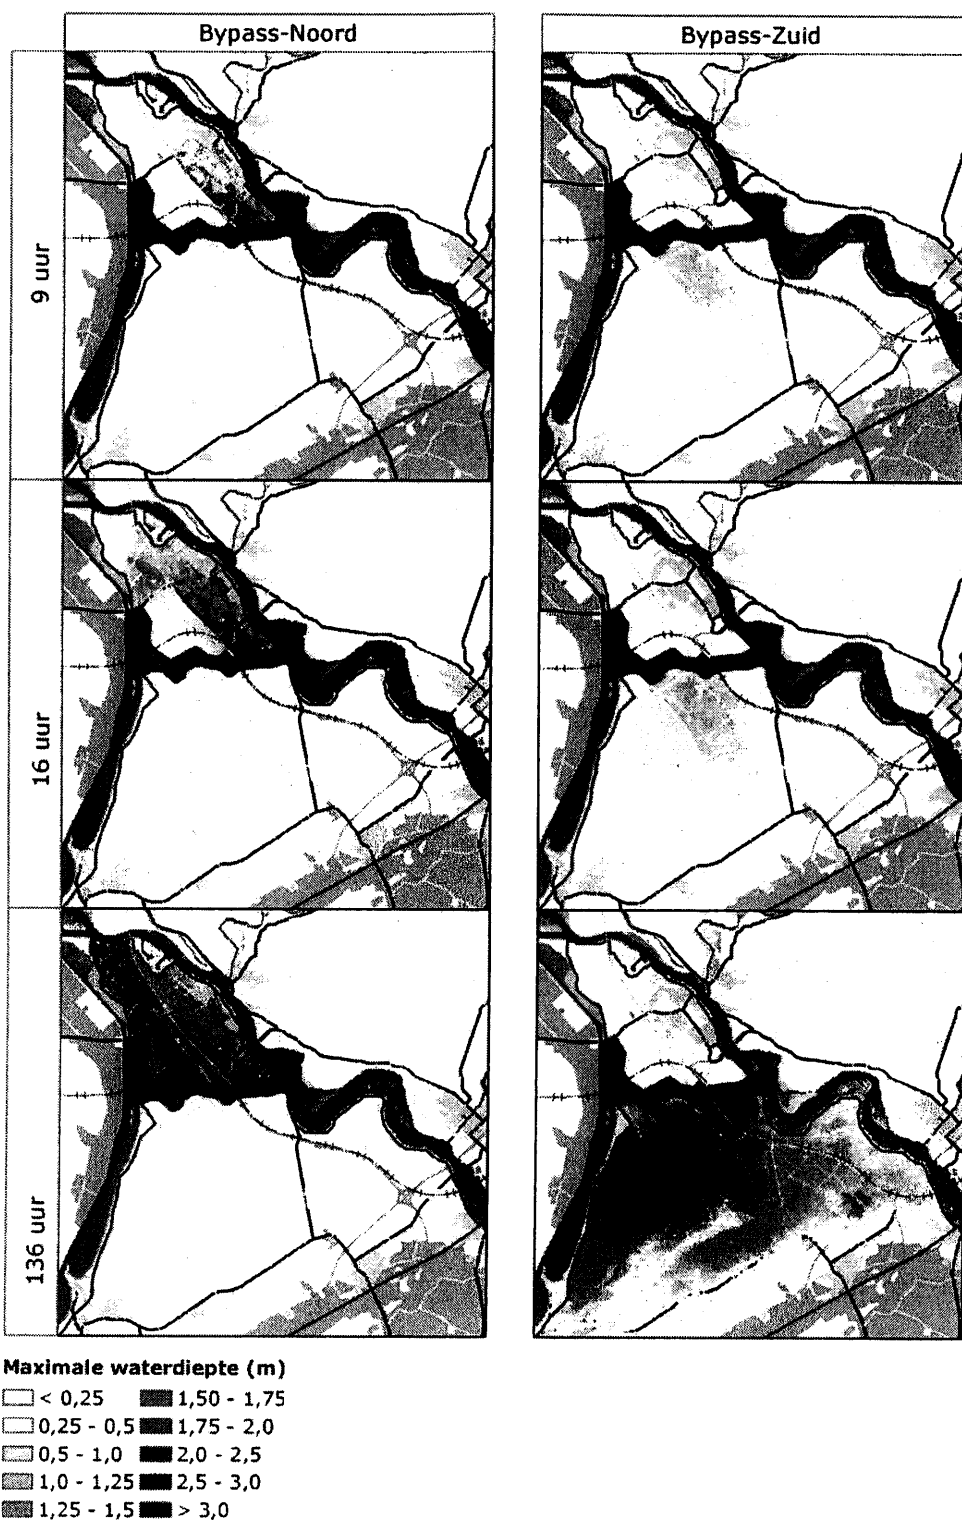 Bypass-Noord
Bypass-Zuid
9 uur
16 uur
136 uur
Maximale waterdiepte (m)
< 0,25
1,50 - 1,75
0,25 - 0,5
1,75 - 2,0
0,5 - 1,0
2,0 - 2,5
1,0 - 1,25
2,5 - 3,0
1,25 - 1,5
> 3,0